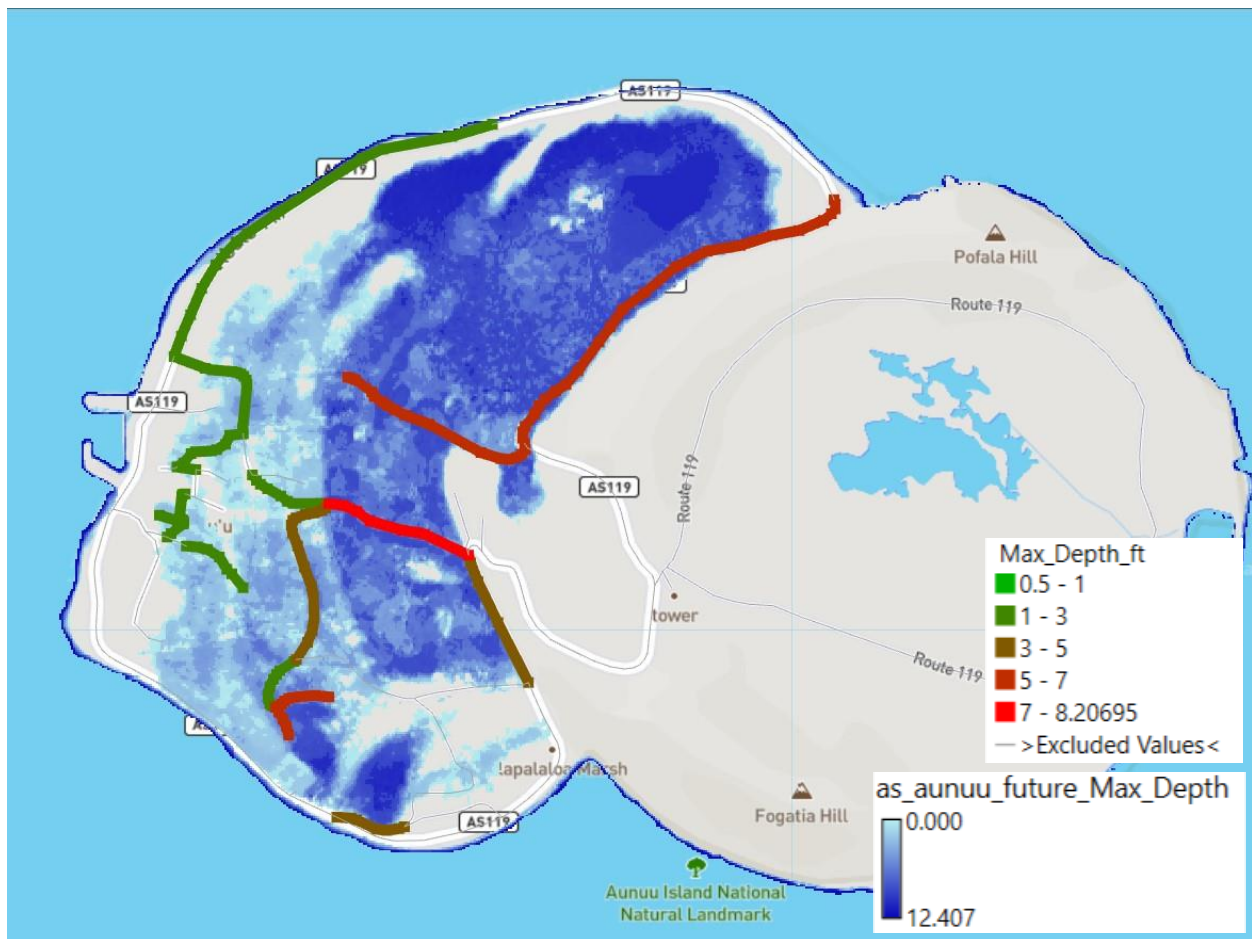 AS119
Pofala Hill
Route 119
AS119
AS119
Route 119
tower
Route 119
Max_Depth_ft
0.5 - 1
1 - 3
3 - 5
5 - 7
7 - 8.20695
>Excluded Values<
Marsh
AS119
Fogatia Hill
as_aunuu_future_Max_Depth
0.000
12.407
Aunuu Island National
Natural Landmark